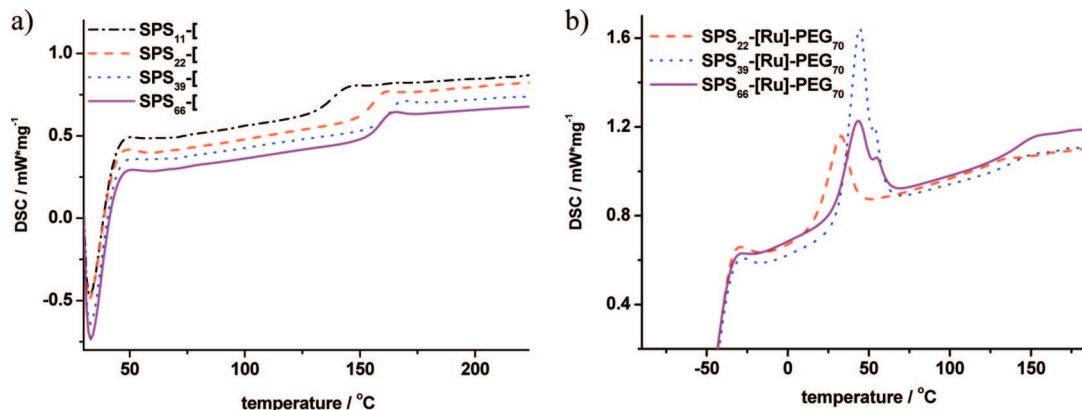 a)
SPS₁₁-[
SPS₂₂-[
SPS₃₉-[
SPS₆₆-[
1.0
0.5
0.0
-0.5
DSC / mW*mg⁻¹
50 100 150 200
temperature / °C
b)
SPS₂₂-[Ru]-PEG₇₀
SPS₃₉-[Ru]-PEG₇₀
SPS₆₆-[Ru]-PEG₇₀
1.6
1.2
0.8
0.4
DSC / mW*mg⁻¹
-50 0 50 100 150
temperature / °C